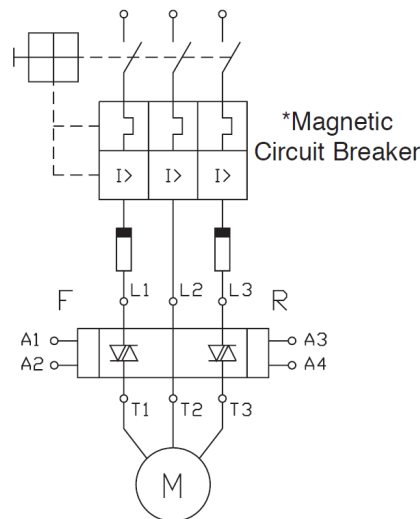 *Magnetic
Circuit Breaker
I> I> I>
L1 L2 L3
F R
A1 A3
A2 A4
T1 T2 T3
M